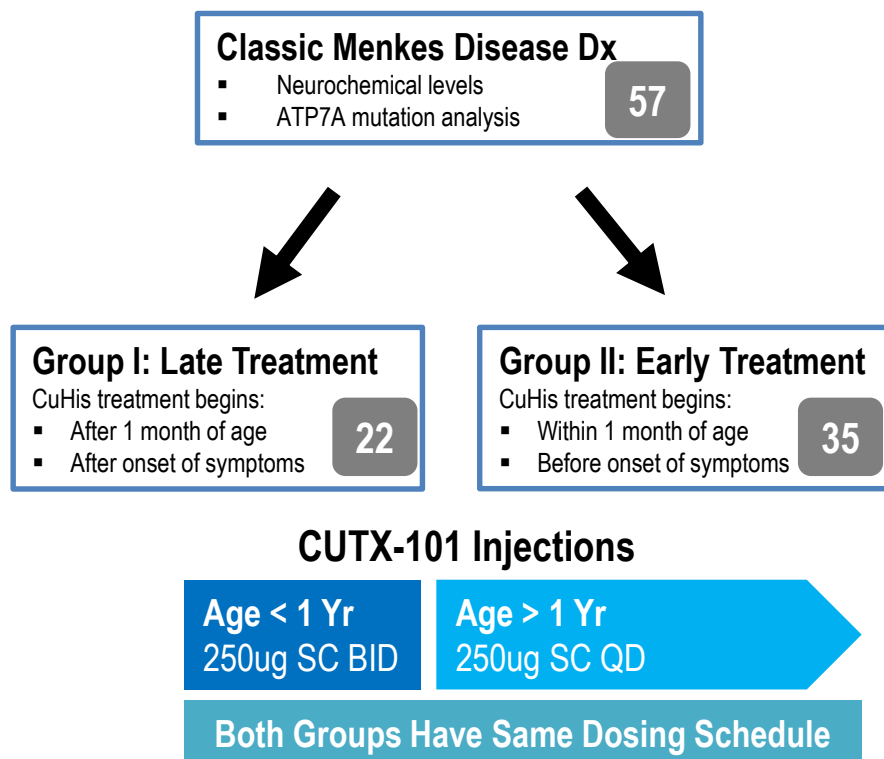 Classic Menkes Disease Dx
▪ Neurochemical levels
▪ ATP7A mutation analysis
57
Group I: Late Treatment
CuHis treatment begins:
▪ After 1 month of age
▪ After onset of symptoms
22
Group II: Early Treatment
CuHis treatment begins:
▪ Within 1 month of age
▪ Before onset of symptoms
35
CUTX-101 Injections
Age < 1 Yr
250ug SC BID
Age > 1 Yr
250ug SC QD
Both Groups Have Same Dosing Schedule